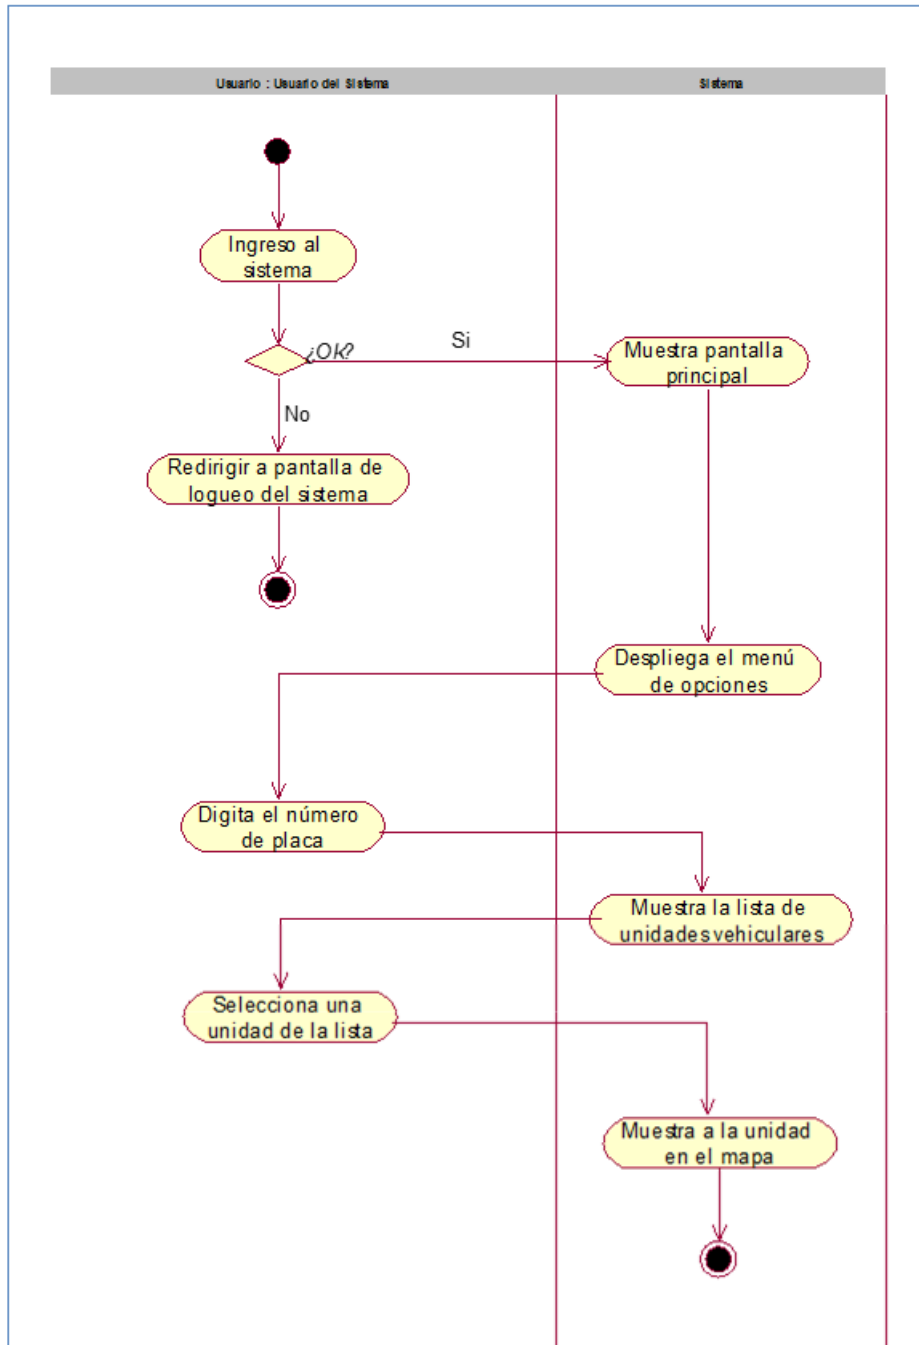 Usuario : Usuario del Sistema
Sistema
Ingreso al
sistema
¿Ok?
Si
Muestra pantalla
principal
No
Redirigir a pantalla de
logueo del sistema
Despliega el menú
de opciones
Digita el número
de placa
Muestra la lista de
unidades vehiculares
Selecciona una
unidad de la lista
Muestra a la unidad
en el mapa